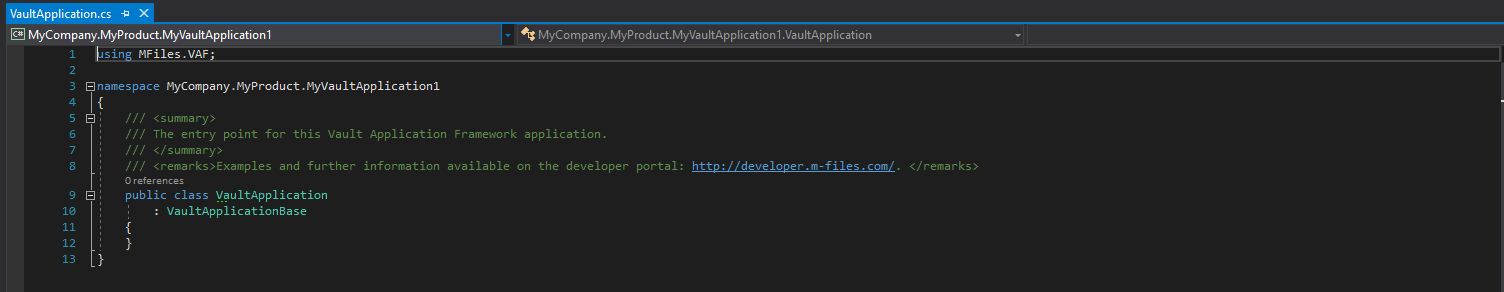 VaultApplication.cs
C# MyCompany.MyProduct.MyVaultApplication1 MyCompany.MyProduct.MyVaultApplication1.VaultApplication
1 using MFiles.VAF;
2
3 namespace MyCompany.MyProduct.MyVaultApplication1
4 {
5 /// <summary>
6 /// The entry point for this Vault Application Framework application.
7 /// </summary>
8 /// <remarks>Examples and further information available on the developer portal: http://developer.m-files.com/. </remarks>
0 references
9 public class VaultApplication
10 : VaultApplicationBase
11 {
12 }
13 }